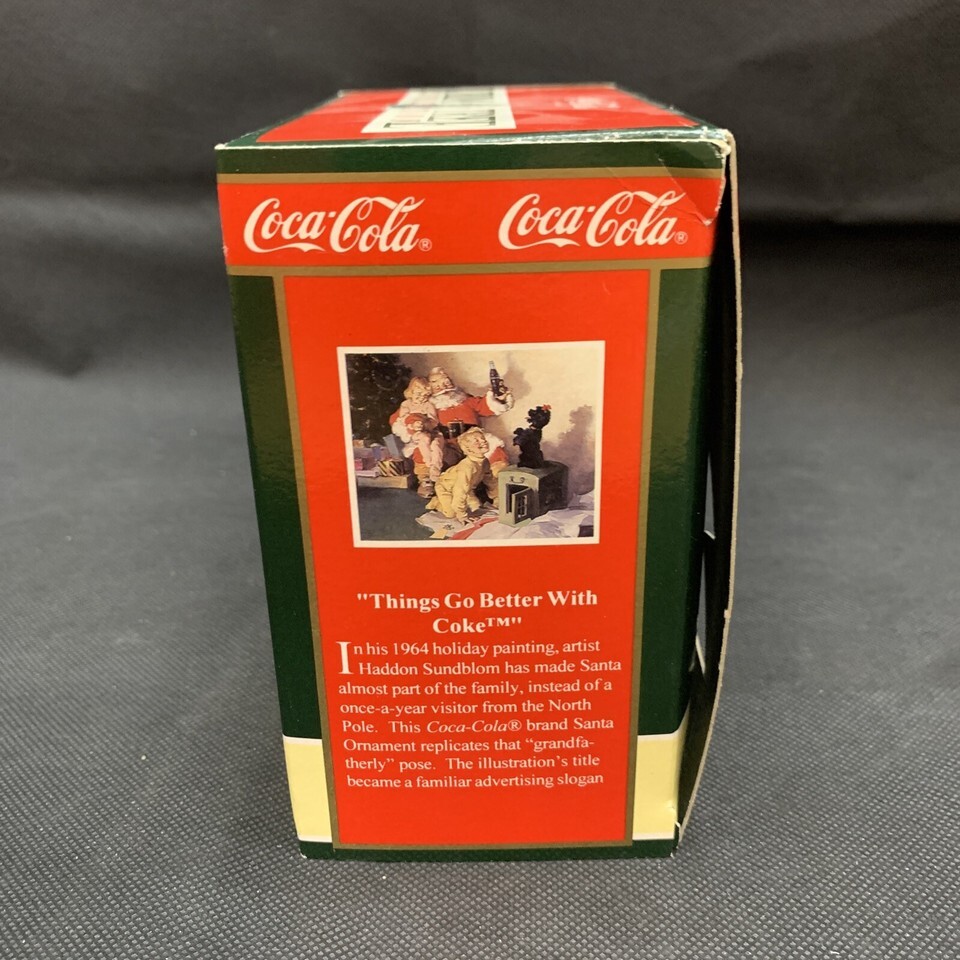 Coca-Cola® Coca-Cola®
"Things Go Better With
Coke™"
In his 1964 holiday painting, artist
Haddon Sundblom has made Santa
almost part of the family, instead of a
once-a-year visitor from the North
Pole. This Coca-Cola® brand Santa
Ornament replicates that “grandfa-
therly” pose. The illustration’s title
became a familiar advertising slogan